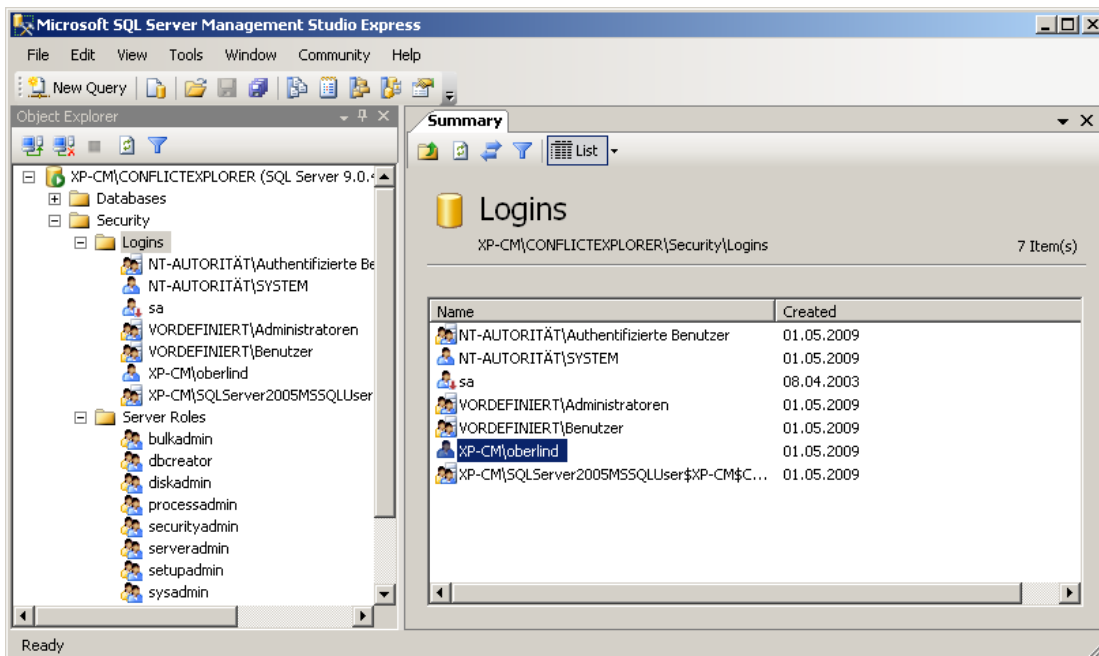 Microsoft SQL Server Management Studio Express
File Edit View Tools Window Community Help
New Query
Object Explorer
XP-CM\CONFLICTEXPLORER (SQL Server 9.0.
Databases
Security
Logins
NT-AUTORITÄT\Authentifizierte Be
NT-AUTORITÄT\SYSTEM
sa
VORDEFINIERT\Administratoren
VORDEFINIERT\Benutzer
XP-CM\oberlind
XP-CM\SQLServer2005MSSQLUser
Server Roles
bulkadmin
dbcreator
diskadmin
processadmin
securityadmin
serveradmin
setupadmin
sysadmin
Summary
List
Logins
XP-CM\CONFLICTEXPLORER\Security\Logins 7 Item(s)
Name Created
NT-AUTORITÄT\Authentifizierte Benutzer 01.05.2009
NT-AUTORITÄT\SYSTEM 01.05.2009
sa 08.04.2003
VORDEFINIERT\Administratoren 01.05.2009
VORDEFINIERT\Benutzer 01.05.2009
XP-CM\oberlind 01.05.2009
XP-CM\SQLServer2005MSSQLUser$XP-CM$C... 01.05.2009
Ready